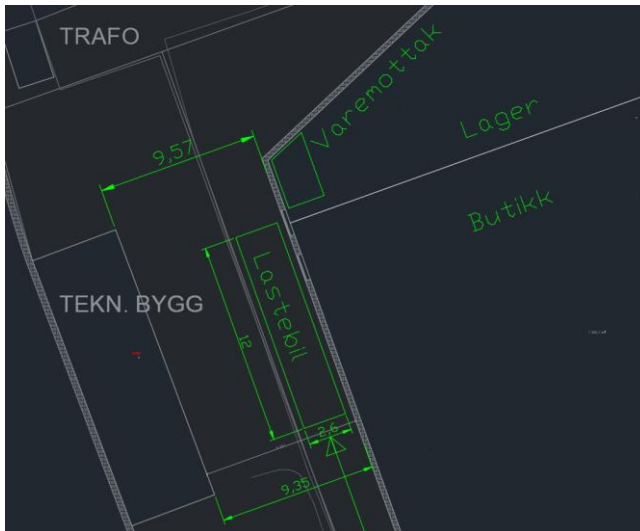 TRAFO
Varemottak
9,57
Lager
Butikk
Lastebil
TEKN. BYGG
12
2,6
9,35